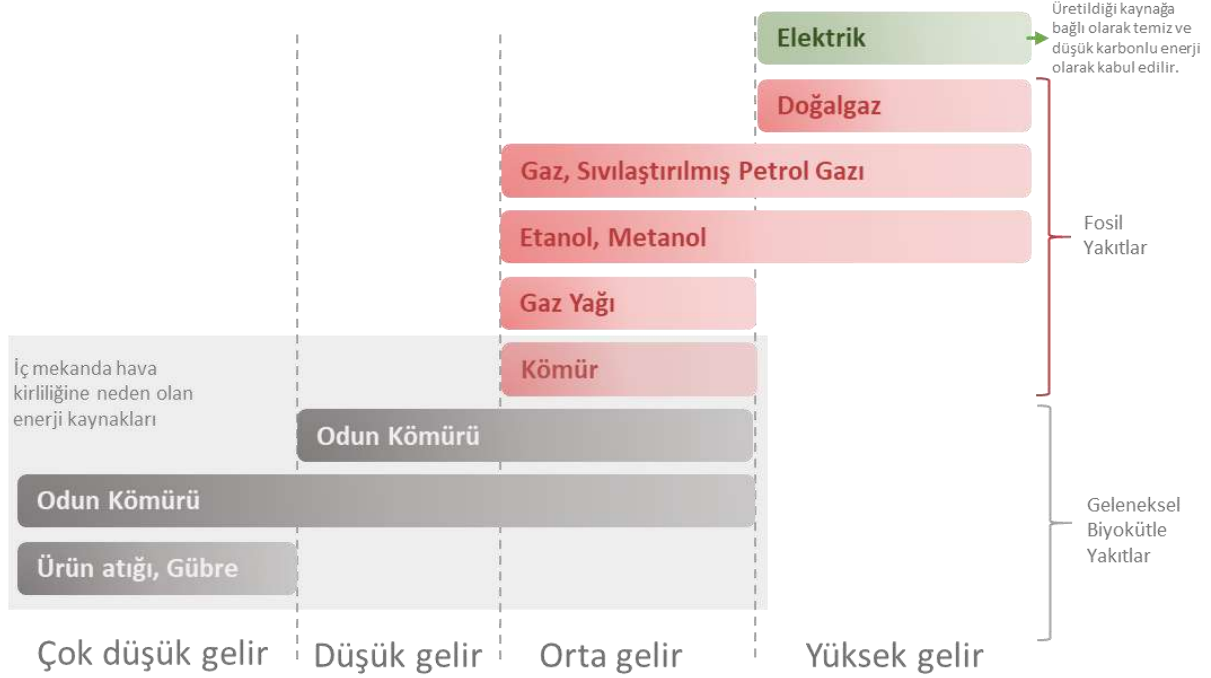 Üretildiği kaynağa
bağlı olarak temiz ve
düşük karbonlu enerji
olarak kabul edilir.
Elektrik
Doğalgaz
Gaz, Sıvılaştırılmış Petrol Gazı
Etanol, Metanol
Fosil
Yakıtlar
Gaz Yağı
Kömür
İç mekanda hava
kirliliğine neden olan
enerji kaynakları
Odun Kömürü
Odun Kömürü
Ürün atığı, Gübre
Geleneksel
Biyokütle
Yakıtlar
Çok düşük gelir
Düşük gelir
Orta gelir
Yüksek gelir